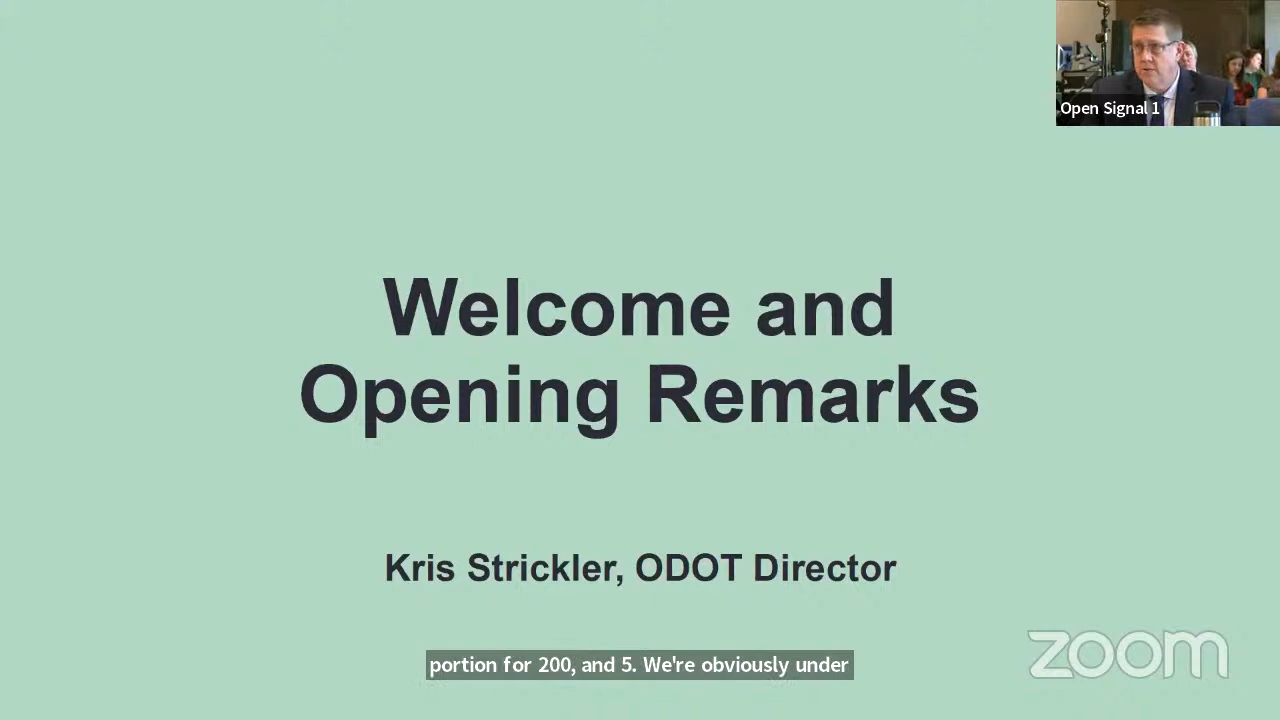 Open Signal 1
Welcome and
Opening Remarks
Kris Strickler, ODOT Director
portion for 200, and 5. We're obviously under
zoom